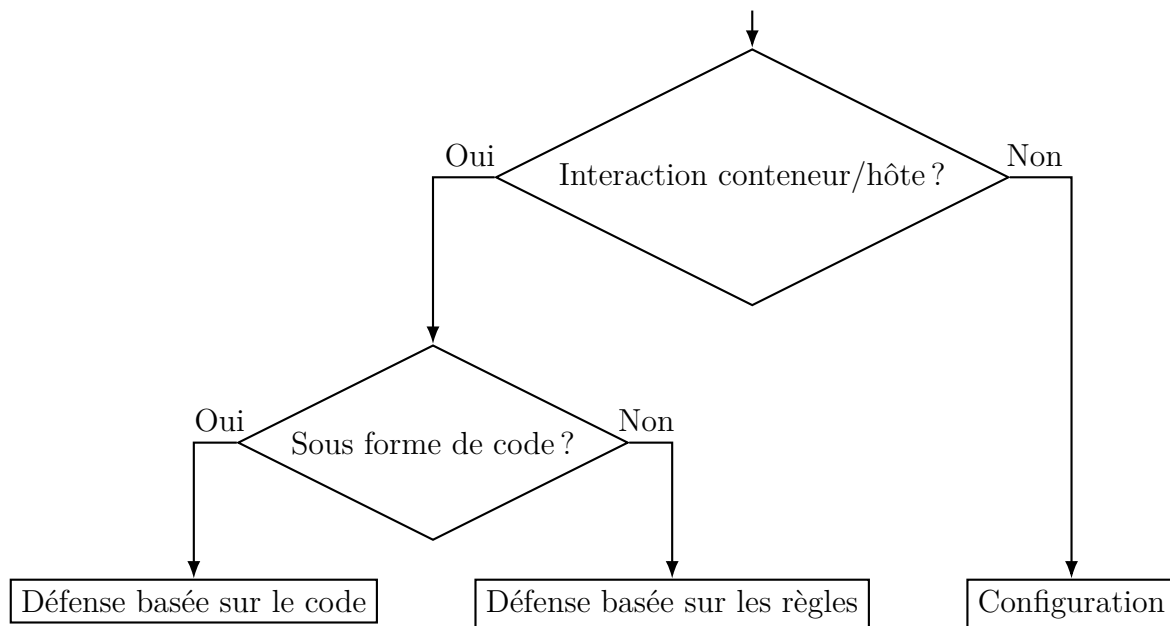 Oui
Non
Interaction conteneur/hôte ?
Oui
Non
Sous forme de code ?
Défense basée sur le code
Défense basée sur les règles
Configuration